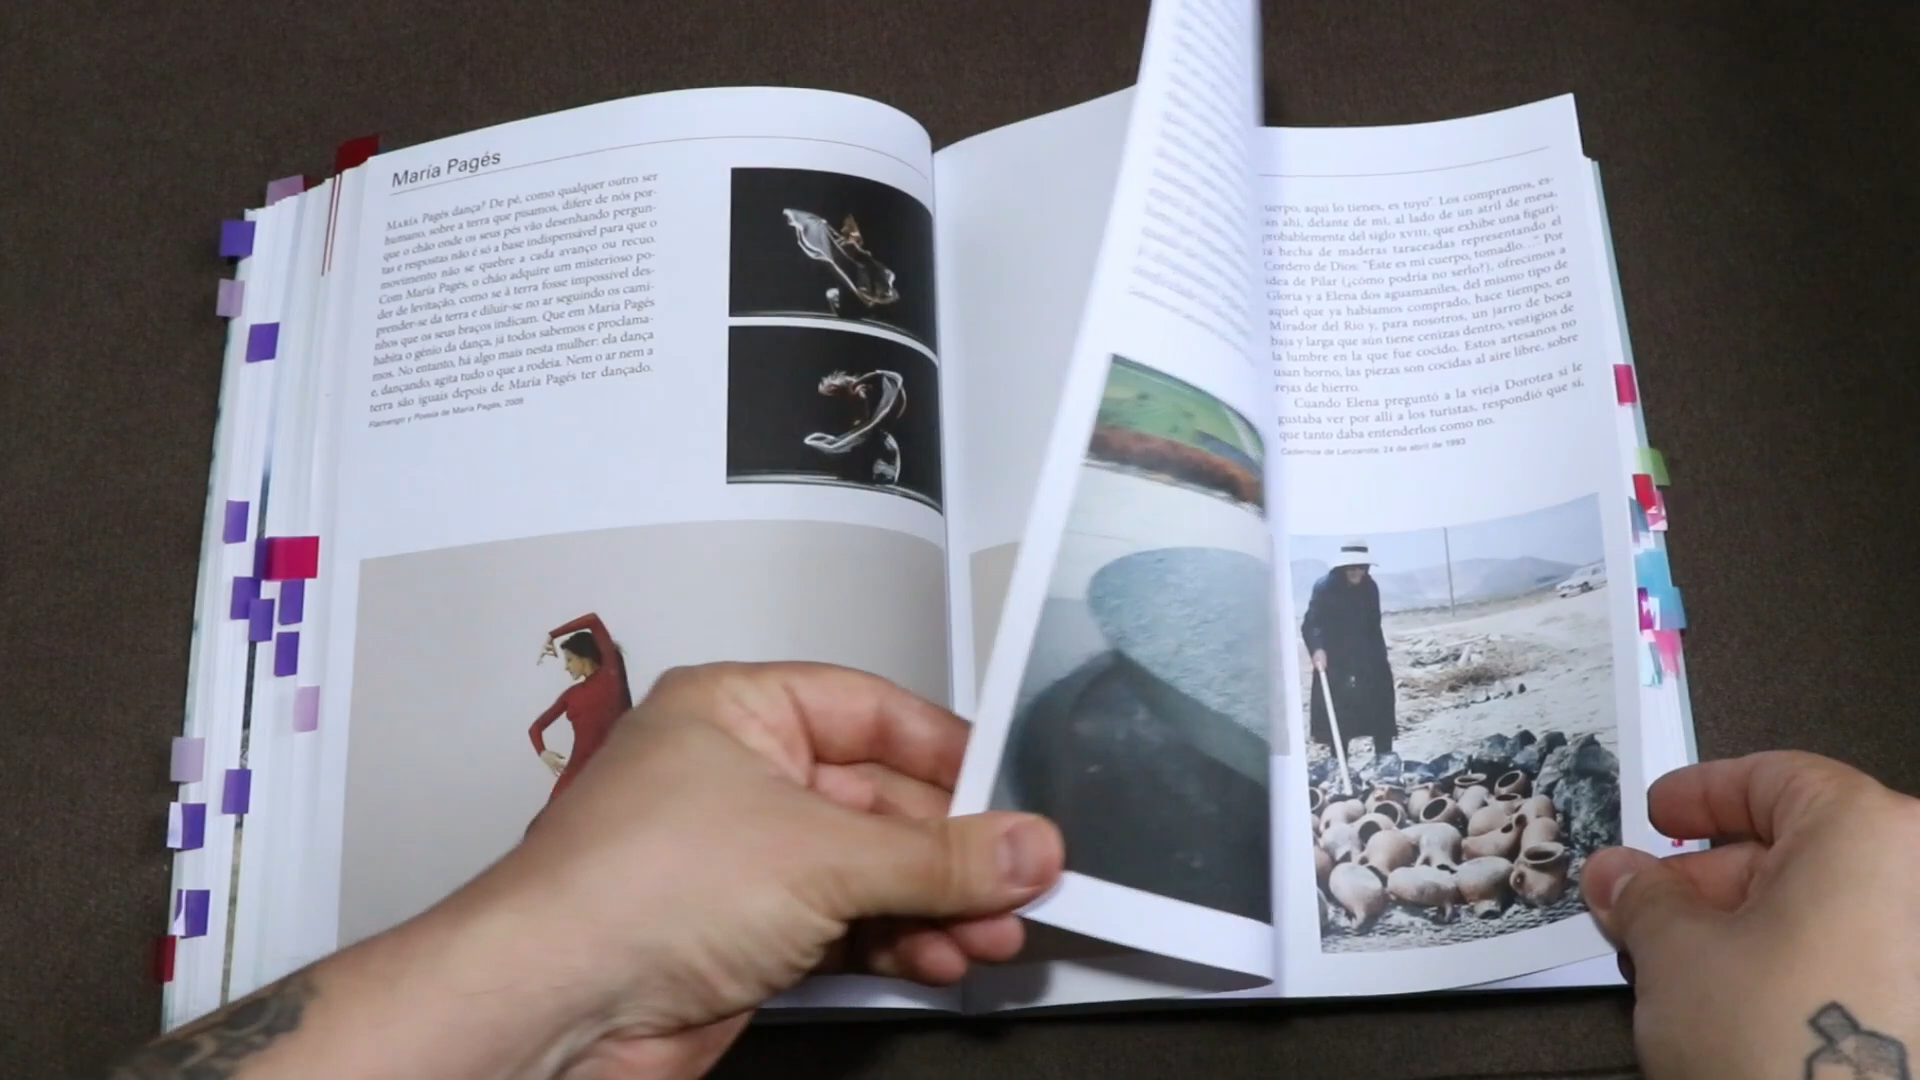 María Pagés
MARÍA Pagés dança! De pé, como qualquer outro ser
humano, sobre a terra que pisamos, difere de nós por-
que o chão onde os seus pés vão desenhando pergun-
tas e respostas não é só a base indispensável para que o
movimento não se quebre a cada avanço ou recuo.
Com María Pagés, o chão adquire um misterioso po-
der de levitação, como se à terra fosse impossível des-
prender-se da terra e diluir-se no ar seguindo os cami-
nhos que os seus braços indicam. Que em María Pagés
habita o génio da dança, já todos sabemos e proclama-
mos. No entanto, há algo mais nesta mulher: ela dança
e, dançando, agita tudo o que a rodeia. Nem o ar nem a
terra são iguais depois de María Pagés ter dançado.
Flamengo y Poesía de María Pagés, 2009
uerpo, aquí lo tienes, es tuyo". Los compramos, es-
án ahí, delante de mí, al lado de un atril de mesa,
probablemente del siglo XVIII, que exhibe una figuri-
ta hecha de maderas taraceadas representando el
Cordero de Dios: "Este es mi cuerpo, tomadlo..." Por
idea de Pilar (¿cómo podría no serlo?), ofrecimos a
Gloria y a Elena dos aguamaniles, del mismo tipo de
aquel que ya habíamos comprado, hace tiempo, en
Mirador del Río y, para nosotros, un jarro de boca
baja y larga que aún tiene cenizas dentro, vestigios de
la lumbre en la que fue cocido. Estos artesanos no
usan horno, las piezas son cocidas al aire libre, sobre
rejas de hierro.
Cuando Elena preguntó a la vieja Dorotea si le
gustaba ver por allí a los turistas, respondió que sí,
que tanto daba entenderlos como no.
Cadernos de Lanzarote, 24 de abril de 1993